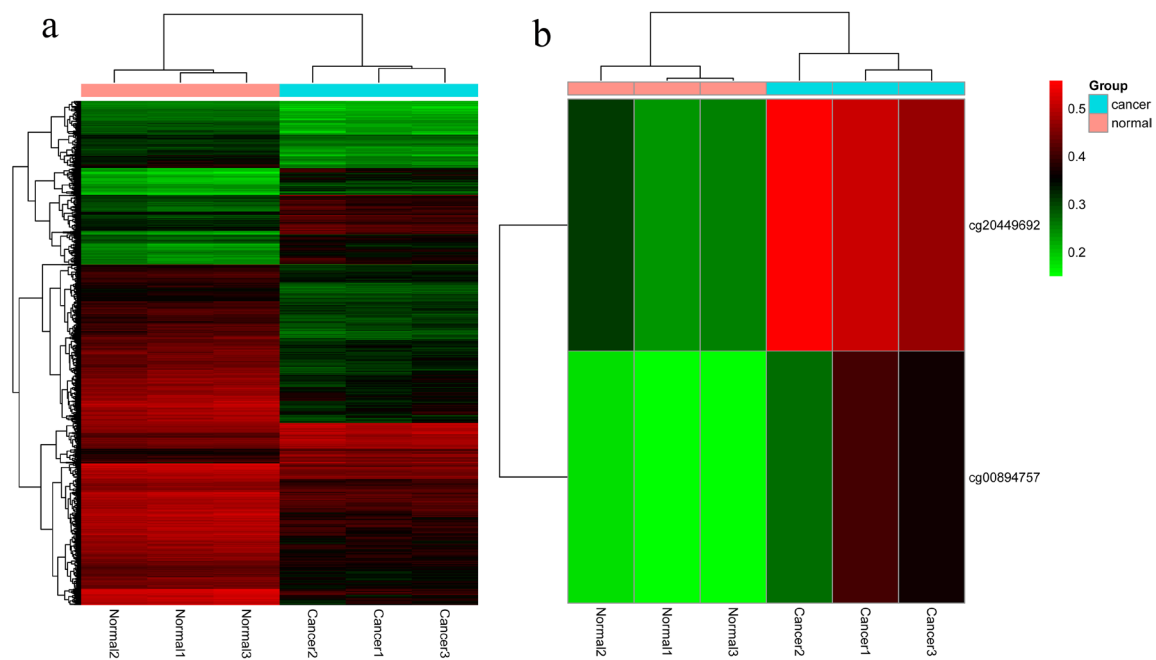 a
b
Group
cancer
normal
0.5
0.4
0.3
0.2
cg20449692
cg00894757
Normal2
Normal1
Normal3
Cancer2
Cancer1
Cancer3
Normal2
Normal1
Normal3
Cancer2
Cancer1
Cancer3